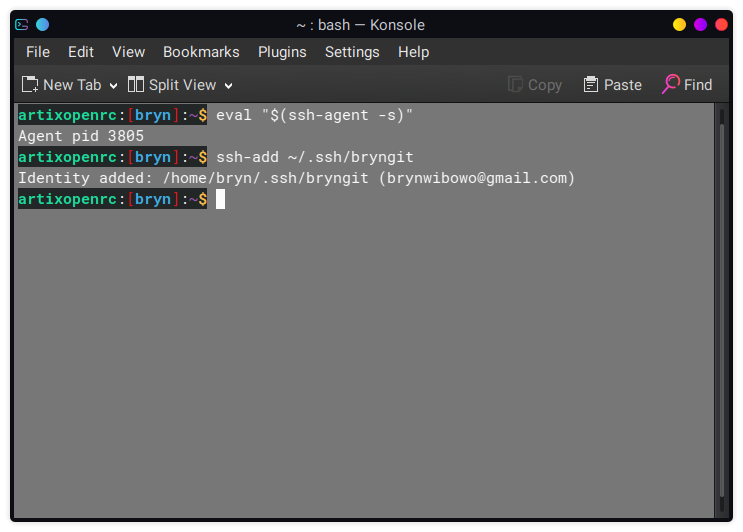 ~ : bash — Konsole
File Edit View Bookmarks Plugins Settings Help
New Tab Split View Copy Paste Find
artixopenrc:[bryn]:~$ eval "$(ssh-agent -s)"
Agent pid 3805
artixopenrc:[bryn]:~$ ssh-add ~/.ssh/bryngit
Identity added: /home/bryn/.ssh/bryngit (brynwibowo@gmail.com)
artixopenrc:[bryn]:~$